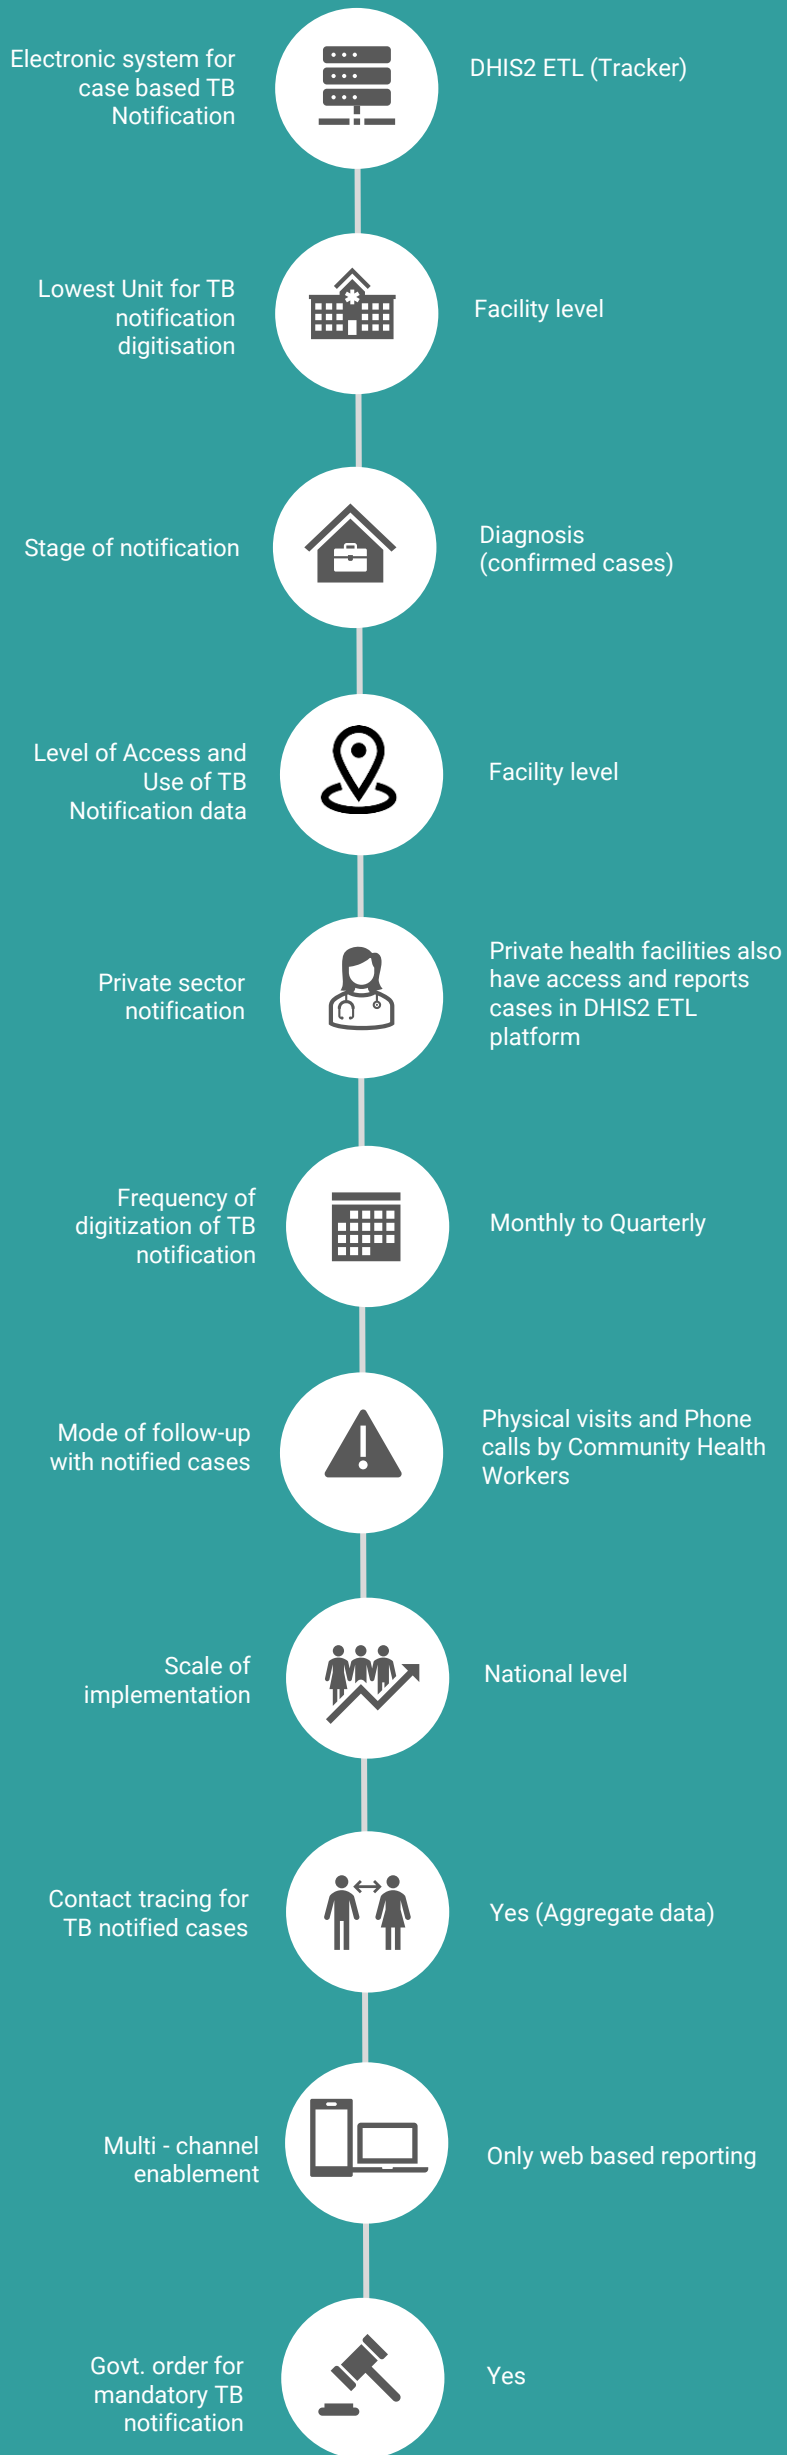 Electronic system for
case based TB
Notification
DHIS2 ETL (Tracker)
Lowest Unit for TB
notification
digitisation
Facility level
Stage of notification
Diagnosis
(confirmed cases)
Level of Access and
Use of TB
Notification data
Facility level
Private sector
notification
Private health facilities also
have access and reports
cases in DHIS2 ETL
platform
Frequency of
digitization of TB
notification
Monthly to Quarterly
Mode of follow-up
with notified cases
Physical visits and Phone
calls by Community Health
Workers
Scale of
implementation
National level
Contact tracing for
TB notified cases
Yes (Aggregate data)
Multi - channel
enablement
Only web based reporting
Govt. order for
mandatory TB
notification
Yes